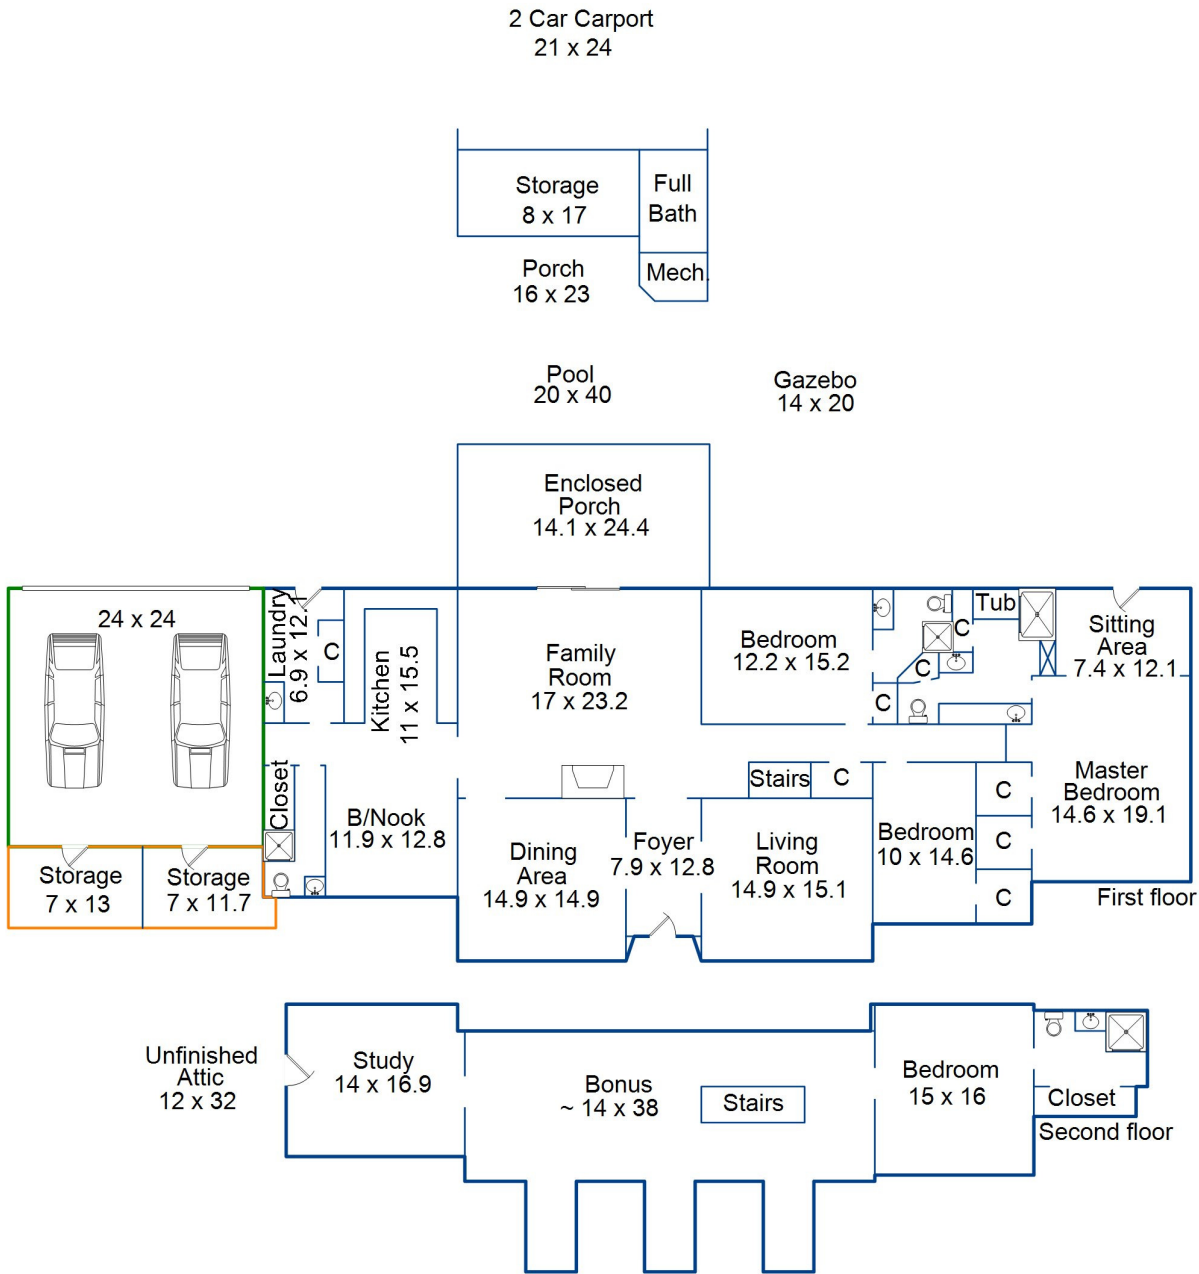 2 Car Carport
21 x 24
Storage
8 x 17
Full
Bath
Porch
16 x 23
Mech.
Pool
20 x 40
Gazebo
14 x 20
Enclosed
Porch
14.1 x 24.4
24 x 24
Laundry
6.9 x 12.1
C
Kitchen
11 x 15.5
Family
Room
17 x 23.2
Bedroom
12.2 x 15.2
C
C
C
Tub
Sitting
Area
7.4 x 12.1
Closet
B/Nook
11.9 x 12.8
Stairs
C
Master
Bedroom
14.6 x 19.1
C
C
C
Storage
7 x 13
Storage
7 x 11.7
Dining
Area
14.9 x 14.9
Foyer
7.9 x 12.8
Living
Room
14.9 x 15.1
Bedroom
10 x 14.6
First floor
Unfinished
Attic
12 x 32
Study
14 x 16.9
Bonus
~ 14 x 38
Stairs
Bedroom
15 x 16
Closet
Second floor